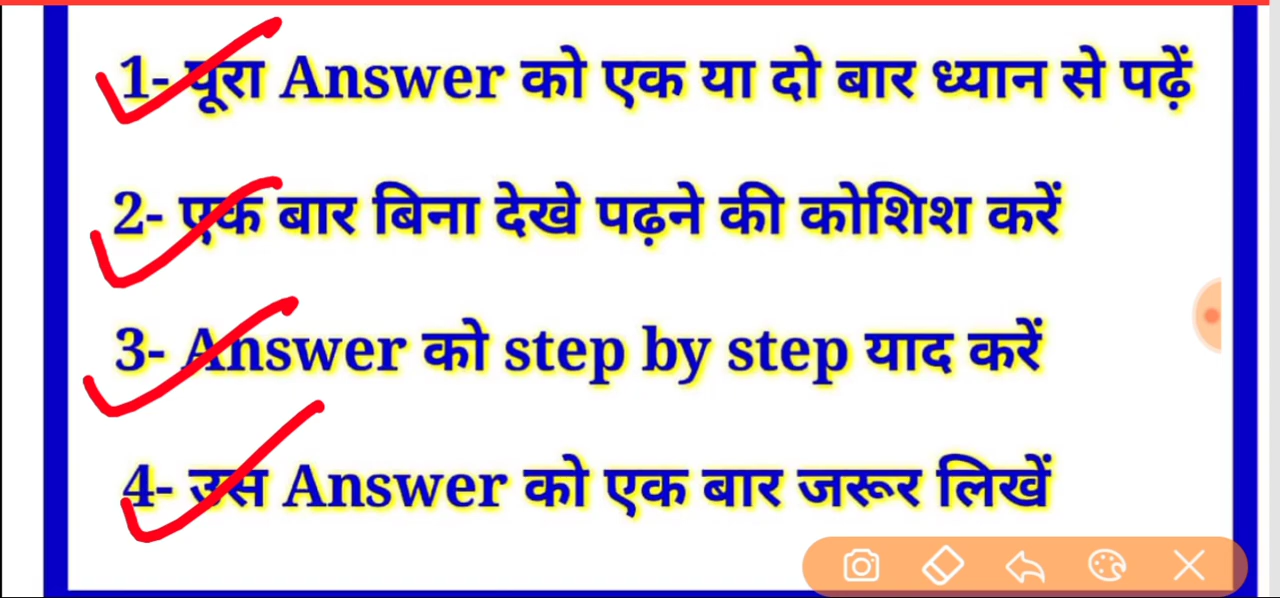 1- पूरा Answer को एक या दो बार ध्यान से पढ़ें
2- एक बार बिना देखे पढ़ने की कोशिश करें
3- Answer को step by step याद करें
4- उस Answer को एक बार जरूर लिखें